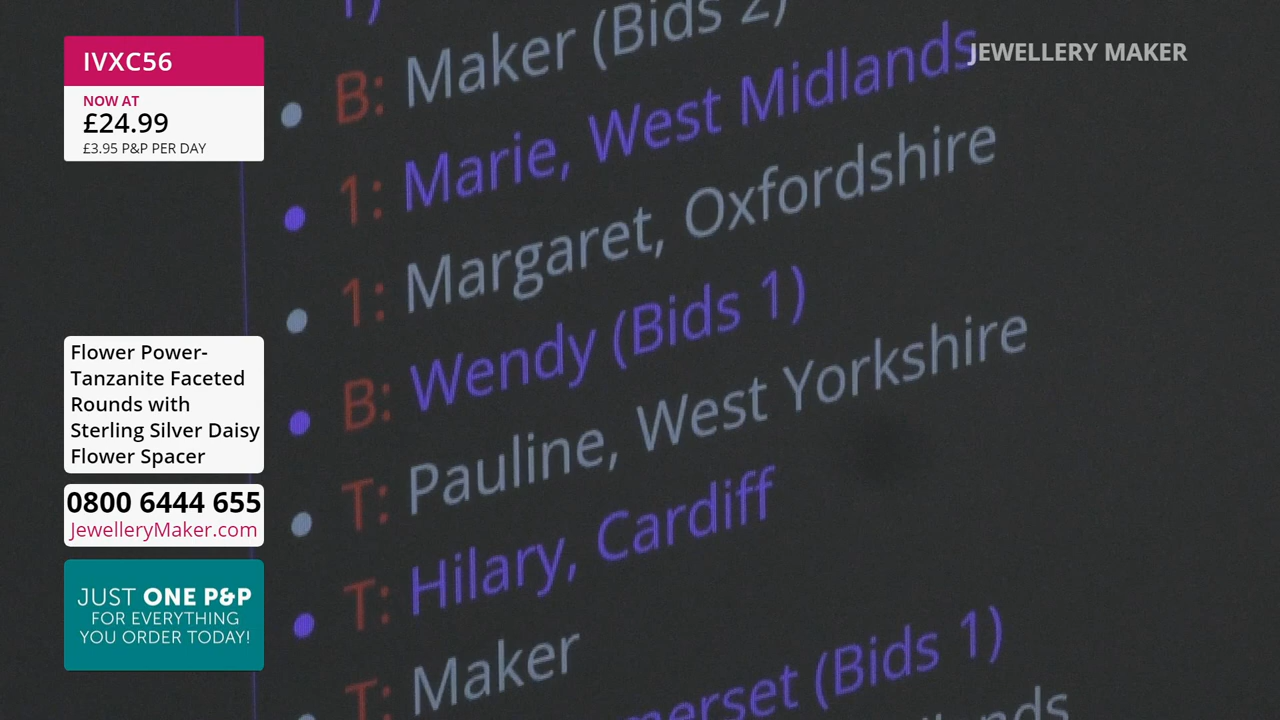 IVXC56
NOW AT
£24.99
£3.95 P&P PER DAY
JEWELLERY MAKER
1)
B: Maker (Bids 2)
1: Marie, West Midlands
1: Margaret, Oxfordshire
B: Wendy (Bids 1)
T: Pauline, West Yorkshire
T: Hilary, Cardiff
T: Maker
(Bids 1)
Flower Power-
Tanzanite Faceted
Rounds with
Sterling Silver Daisy
Flower Spacer
0800 6444 655
JewelleryMaker.com
JUST ONE P&P
FOR EVERYTHING
YOU ORDER TODAY!